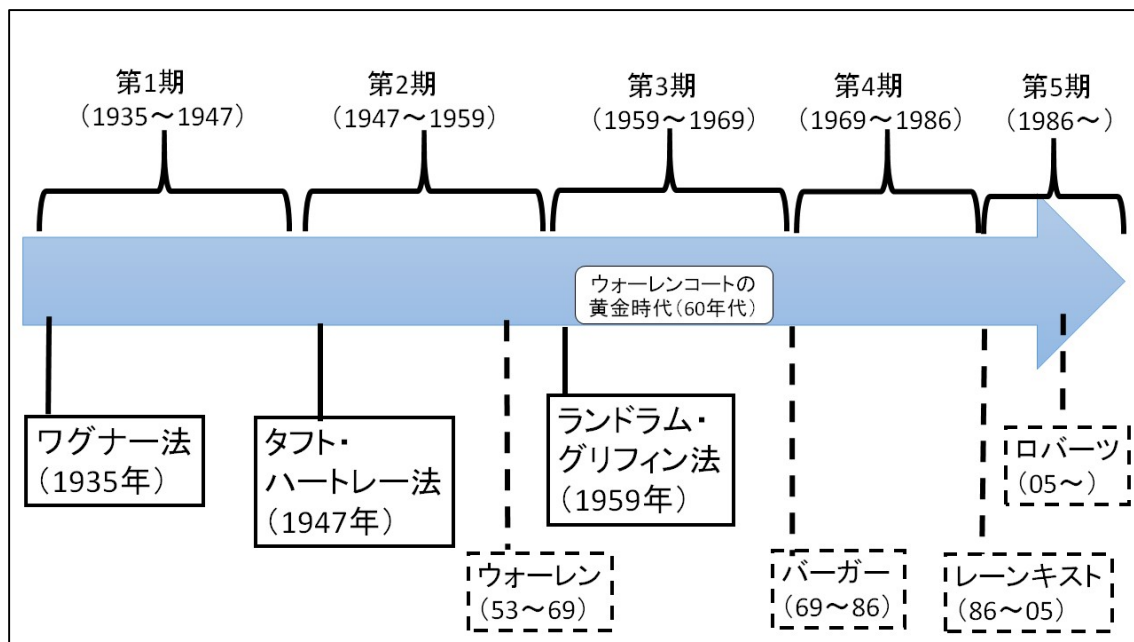 第1期
(1935～1947)
第2期
(1947～1959)
第3期
(1959～1969)
第4期
(1969～1986)
第5期
(1986～)
ウォーレンコートの
黄金時代(60年代)
ワグナー法
(1935年)
タフト・
ハートレー法
(1947年)
ランドラム・
グリフィン法
(1959年)
ロバーツ
(05～)
ウォーレン
(53～69)
バーガー
(69～86)
レーンキスト
(86～05)